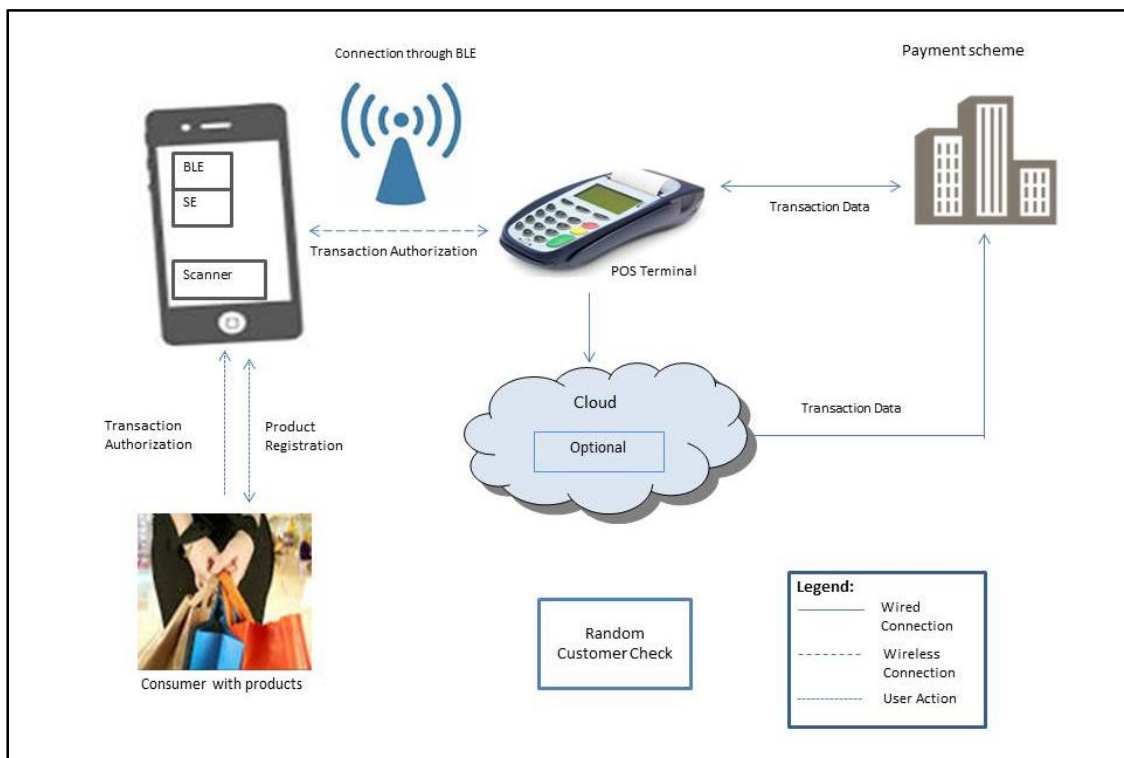 Connection through BLE
Payment scheme
BLE
SE
Scanner
Transaction Authorization
POS Terminal
Transaction Data
Cloud
Optional
Transaction Data
Transaction
Authorization
Product
Registration
Consumer with products
Random
Customer Check
Legend:
Wired
Connection
Wireless
Connection
User Action